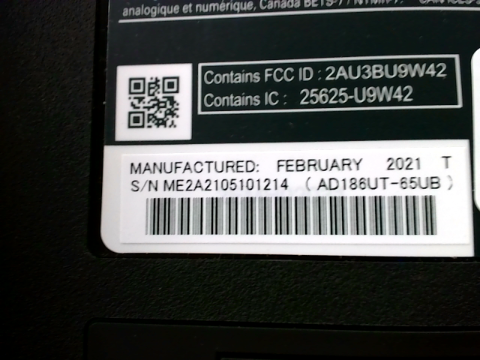 analogique et numérique, Canada
Contains FCC ID : 2AU3BU9W42
Contains IC : 25625-U9W42
MANUFACTURED: FEBRUARY 2021 T
S/N ME2A2105101214 ( AD186UT-65UB )